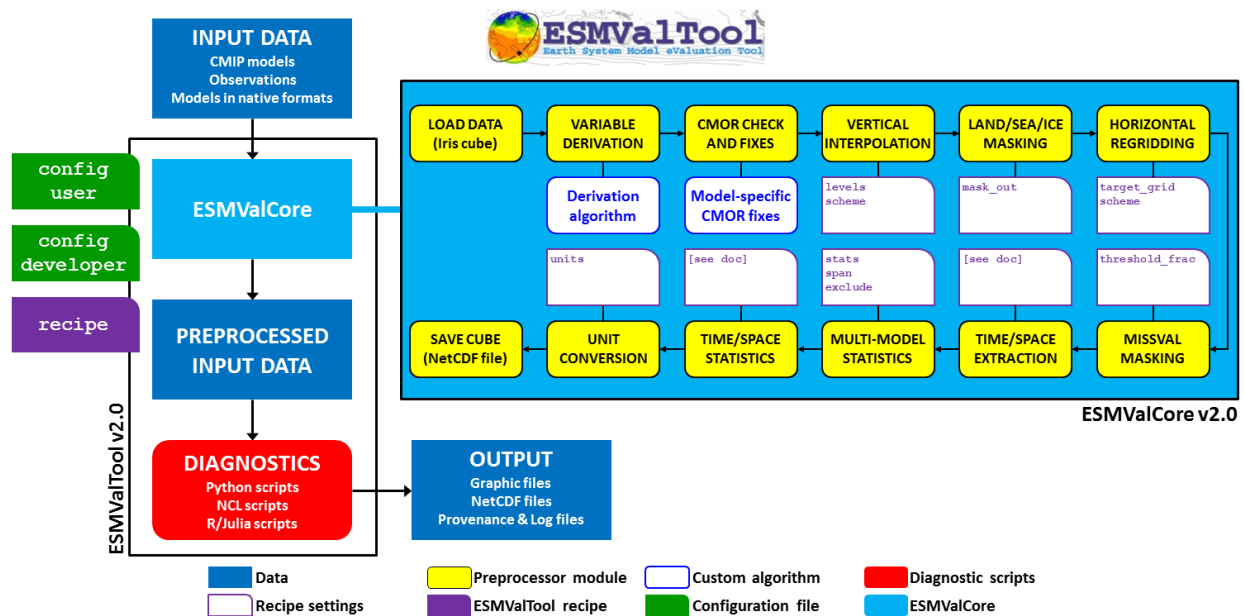 ESMValTool
Earth System Model eValuation Tool
INPUT DATA
CMIP models
Observations
Models in native formats
config
user
config
developer
recipe
ESMValCore
PREPROCESSED
INPUT DATA
DIAGNOSTICS
Python scripts
NCL scripts
R/Julia scripts
ESMValTool v2.0
OUTPUT
Graphic files
NetCDF files
Provenance & Log files
LOAD DATA
(Iris cube)
VARIABLE
DERIVATION
CMOR CHECK
AND FIXES
VERTICAL
INTERPOLATION
LAND/SEA/ICE
MASKING
HORIZONTAL
REGRIDDING
Derivation
algorithm
Model-specific
CMOR fixes
levels
scheme
mask_out
target_grid
scheme
units
[see doc]
stats
span
exclude
[see doc]
threshold_frac
SAVE CUBE
(NetCDF file)
UNIT
CONVERSION
TIME/SPACE
STATISTICS
MULTI-MODEL
STATISTICS
TIME/SPACE
EXTRACTION
MISSVAL
MASKING
ESMValCore v2.0
Data
Preprocessor module
Custom algorithm
Diagnostic scripts
Recipe settings
ESMValTool recipe
Configuration file
ESMValCore